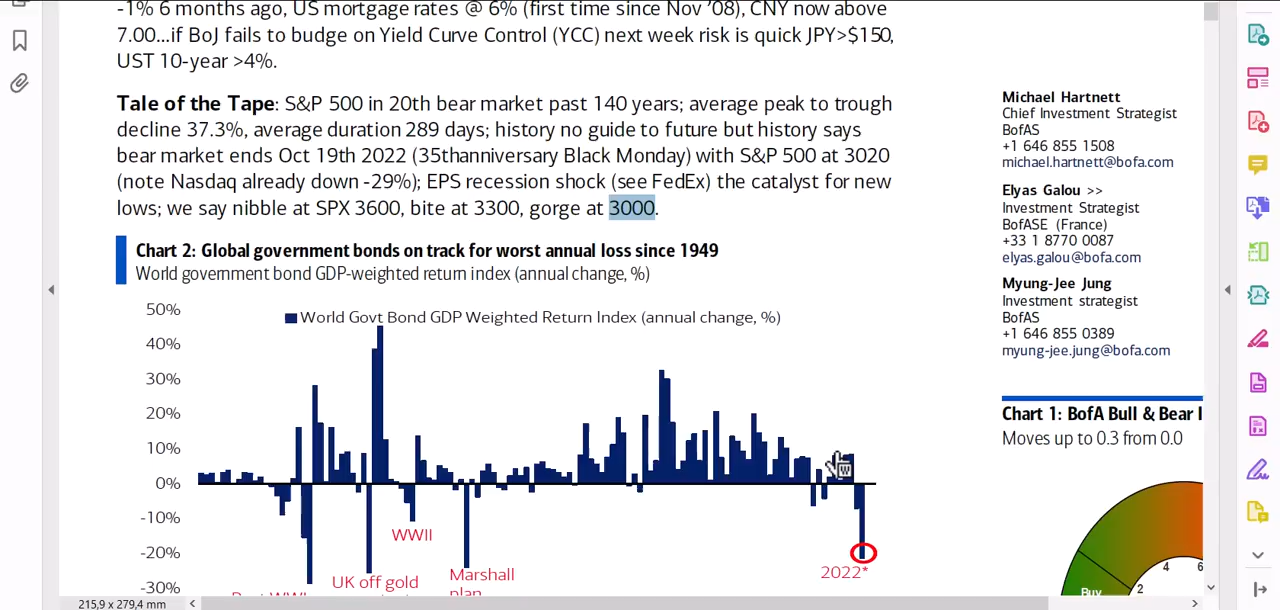 -1% 6 months ago, US mortgage rates @ 6% (first time since Nov ’08), CNY now above
7.00...if BoJ fails to budge on Yield Curve Control (YCC) next week risk is quick JPY>$150,
UST 10-year >4%.
Tale of the Tape: S&P 500 in 20th bear market past 140 years; average peak to trough
decline 37.3%, average duration 289 days; history no guide to future but history says
bear market ends Oct 19th 2022 (35thanniversary Black Monday) with S&P 500 at 3020
(note Nasdaq already down -29%); EPS recession shock (see FedEx) the catalyst for new
lows; we say nibble at SPX 3600, bite at 3300, gorge at 3000.
Chart 2: Global government bonds on track for worst annual loss since 1949
World government bond GDP-weighted return index (annual change, %)
World Govt Bond GDP Weighted Return Index (annual change, %)
50%
40%
30%
20%
10%
0%
-10%
-20%
-30%
WWII
UK off gold
Marshall
plan
2022*
Michael Hartnett
Chief Investment Strategist
BofAS
+1 646 855 1508
michael.hartnett@bofa.com
Elyas Galou >>
Investment Strategist
BofASE (France)
+33 1 8770 0087
elyas.galou@bofa.com
Myung-Jee Jung
Investment strategist
BofAS
+1 646 855 0389
myung-jee.jung@bofa.com
Chart 1: BofA Bull & Bear I
Moves up to 0.3 from 0.0
4
6
2
Buy
215,9 x 279,4 mm